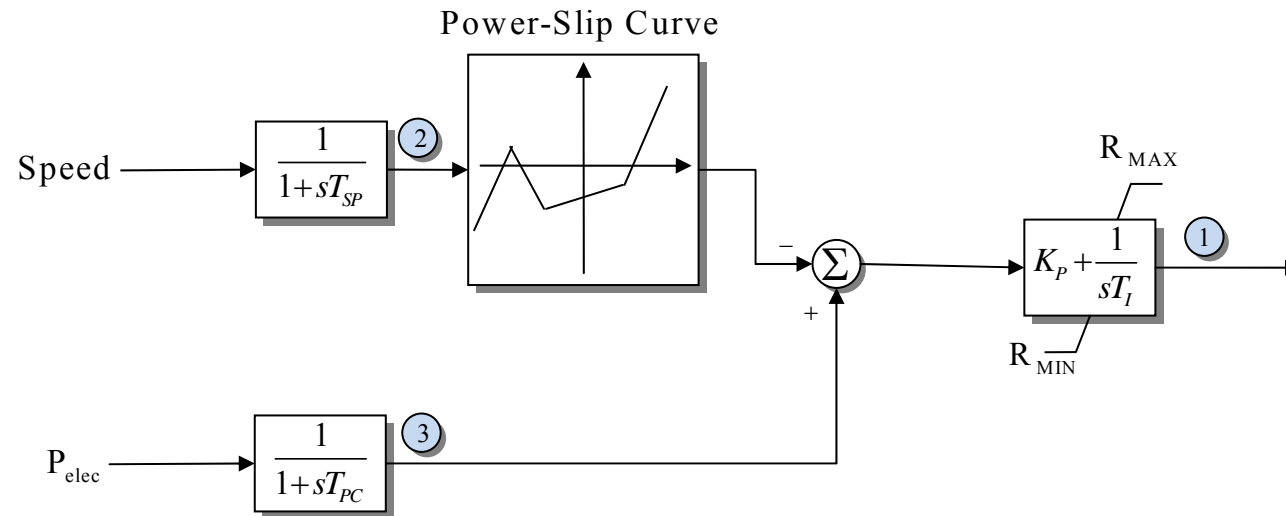 Power-Slip Curve
Speed
1
1+sT_SP
2
−
Σ
+
R_MAX
K_P + 1
sT_I
1
R_MIN
P_elec
1
1+sT_PC
3